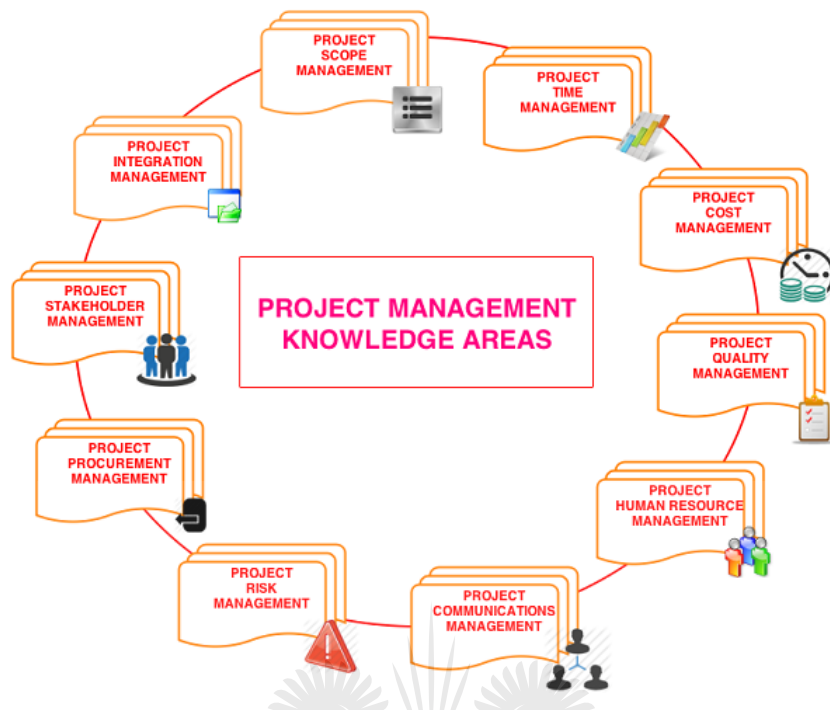 PROJECT
SCOPE
MANAGEMENT
PROJECT
TIME
MANAGEMENT
PROJECT
INTEGRATION
MANAGEMENT
PROJECT
COST
MANAGEMENT
PROJECT
STAKEHOLDER
MANAGEMENT
PROJECT MANAGEMENT
KNOWLEDGE AREAS
PROJECT
QUALITY
MANAGEMENT
PROJECT
PROCUREMENT
MANAGEMENT
PROJECT
HUMAN RESOURCE
MANAGEMENT
PROJECT
RISK
MANAGEMENT
PROJECT
COMMUNICATIONS
MANAGEMENT